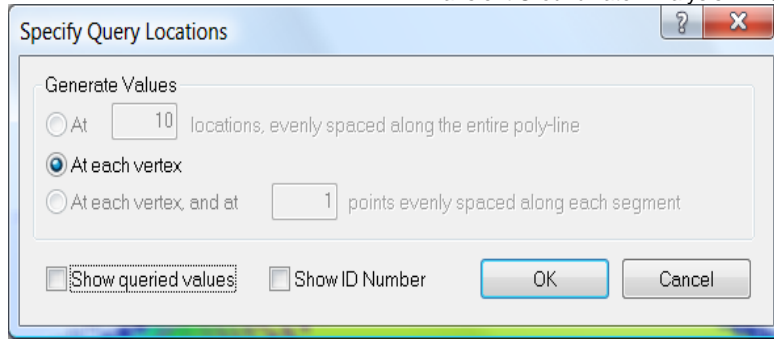 Specify Query Locations
Generate Values
At 10 locations, evenly spaced along the entire poly-line
At each vertex
At each vertex, and at 1 points evenly spaced along each segment
Show queried values
Show ID Number
OK
Cancel